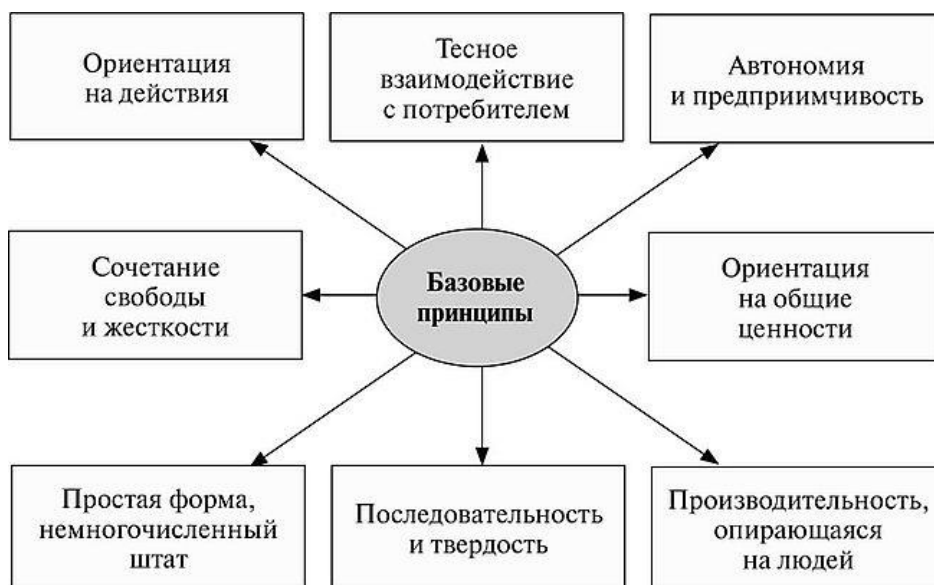 Ориентация
на действия
Тесное
взаимодействие
с потребителем
Автономия
и предприимчивость
Сочетание
свободы
и жесткости
Базовые
принципы
Ориентация
на общие
ценности
Простая форма,
немногочисленный
штат
Последовательность
и твердость
Производительность,
опирающаяся
на людей